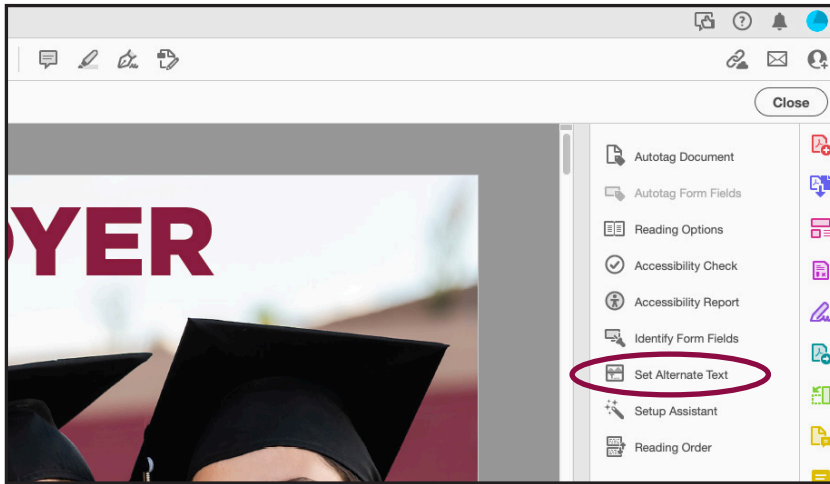 Close
Autotag Document
Autotag Form Fields
YER
Reading Options
Accessibility Check
Accessibility Report
Identify Form Fields
Set Alternate Text
Setup Assistant
Reading Order